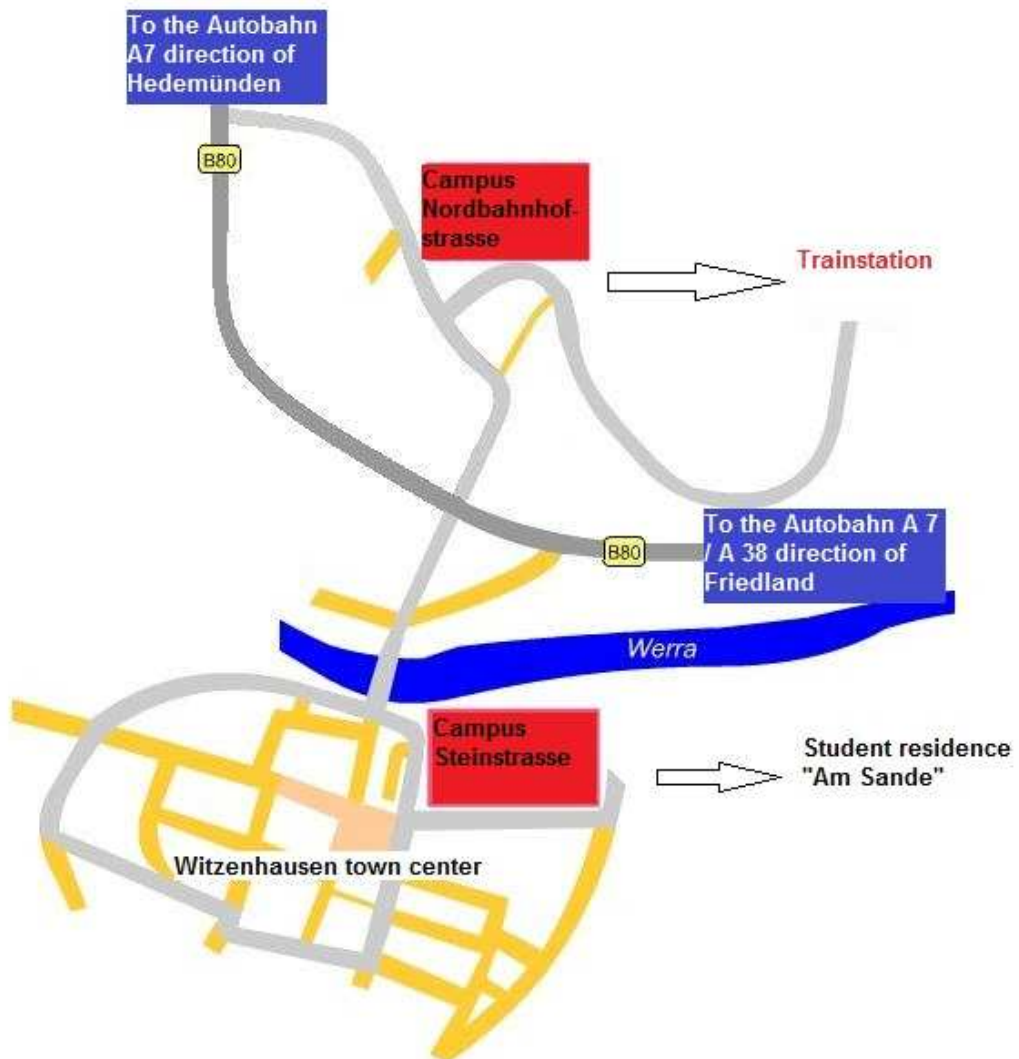 To the Autobahn
A7 direction of
Hedemünden
B80
Campus
Nordbahnhof-
strasse
Trainstation
To the Autobahn A 7
/ A 38 direction of
Friedland
B80
Werra
Campus
Steinstrasse
Student residence
"Am Sande"
Witzenhausen town center